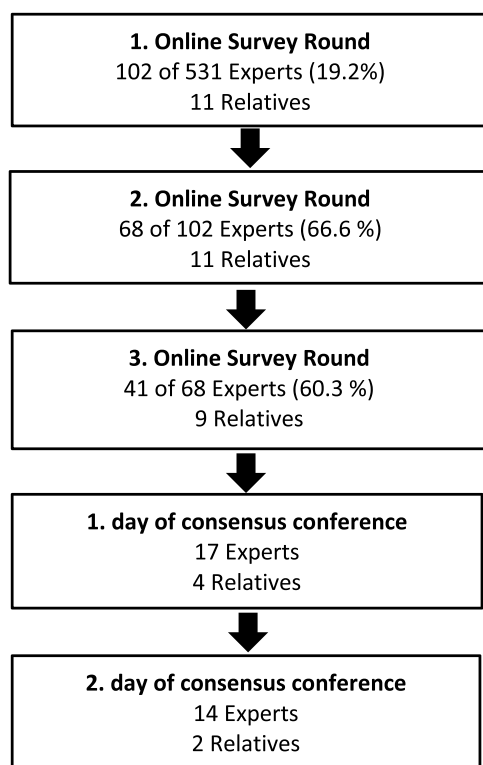 1. Online Survey Round
102 of 531 Experts (19.2%)
11 Relatives
2. Online Survey Round
68 of 102 Experts (66.6 %)
11 Relatives
3. Online Survey Round
41 of 68 Experts (60.3 %)
9 Relatives
1. day of consensus conference
17 Experts
4 Relatives
2. day of consensus conference
14 Experts
2 Relatives